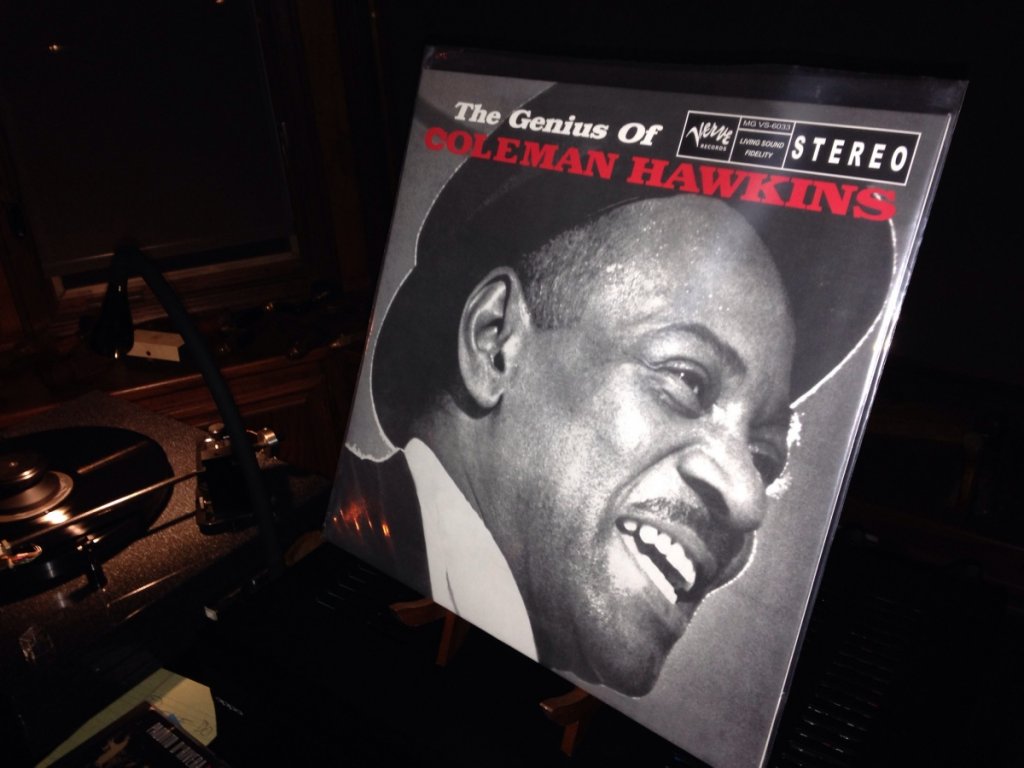 The Genius Of
COLEMAN HAWKINS
Verve
RECORDS
MG VS-6033
LIVING SOUND
FIDELITY
STEREO